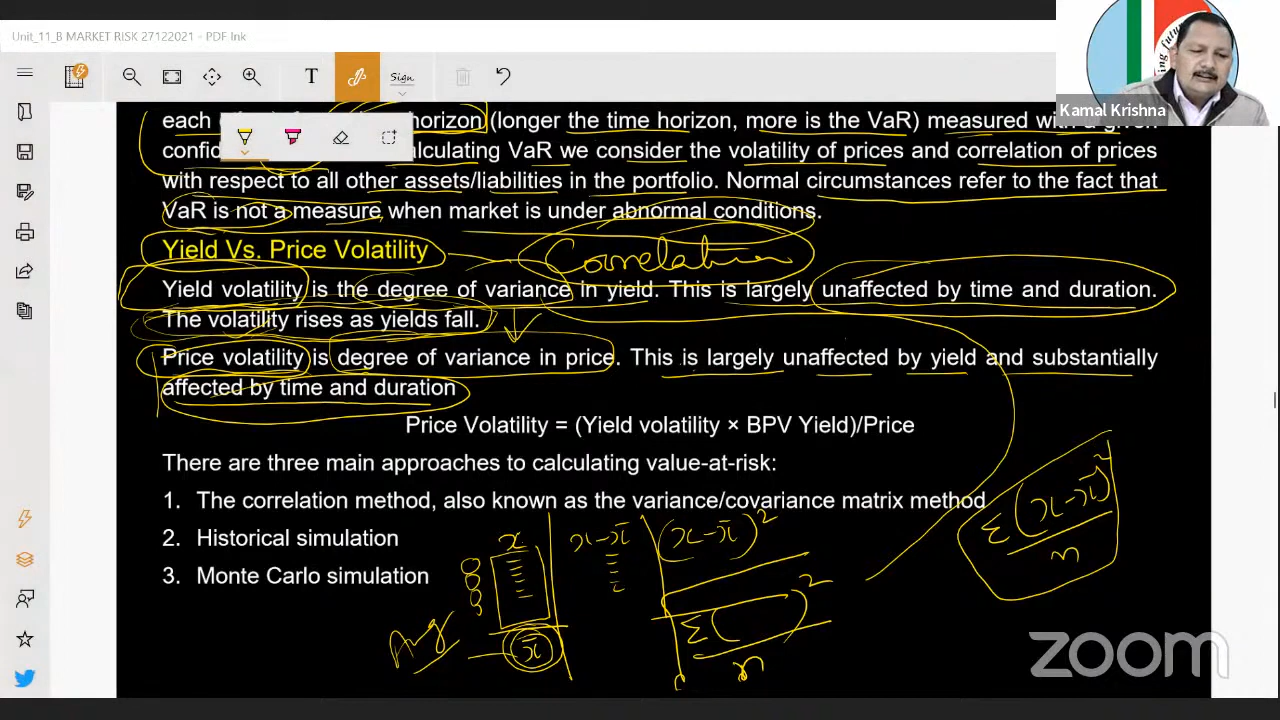 Unit_11_B MARKET RISK 27122021 - PDF Ink
T
Sign
Kamal Krishna
each horizon (longer the time horizon, more is the VaR) measured with a given
confid alculating VaR we consider the volatility of prices and correlation of prices
with respect to all other assets/liabilities in the portfolio. Normal circumstances refer to the fact that
VaR is not a measure when market is under abnormal conditions.
Yield Vs. Price Volatility
Correlation
Yield volatility is the degree of variance in yield. This is largely unaffected by time and duration.
The volatility rises as yields fall.
Price volatility is degree of variance in price. This is largely unaffected by yield and substantially
affected by time and duration
Price Volatility = (Yield volatility × BPV Yield)/Price
There are three main approaches to calculating value-at-risk:
1. The correlation method, also known as the variance/covariance matrix method
2. Historical simulation
3. Monte Carlo simulation
x x-x̄ (x-x̄)²
Σ(x-x̄)²
n
Avg x̄
Σ( )²
n
zoom